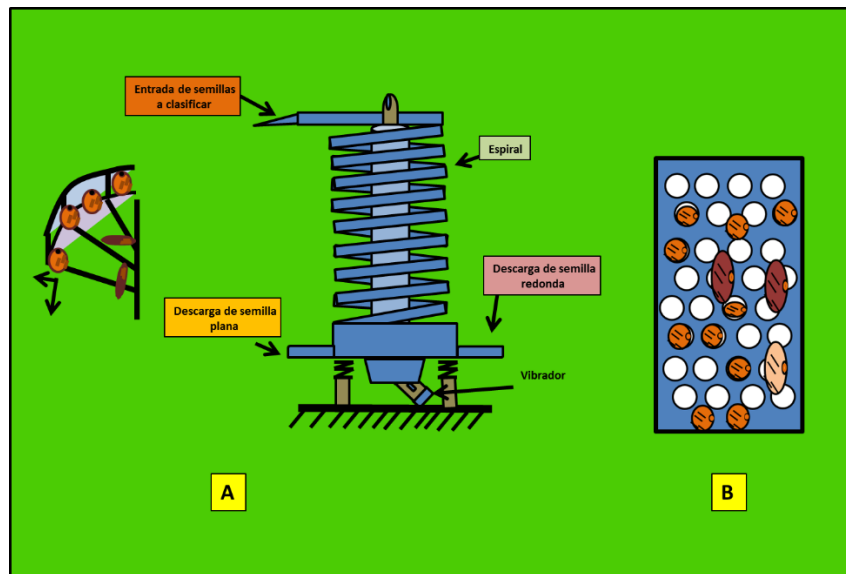 Entrada de semillas
a clasificar
Espiral
Descarga de semilla
redonda
Descarga de semilla
plana
Vibrador
A
B